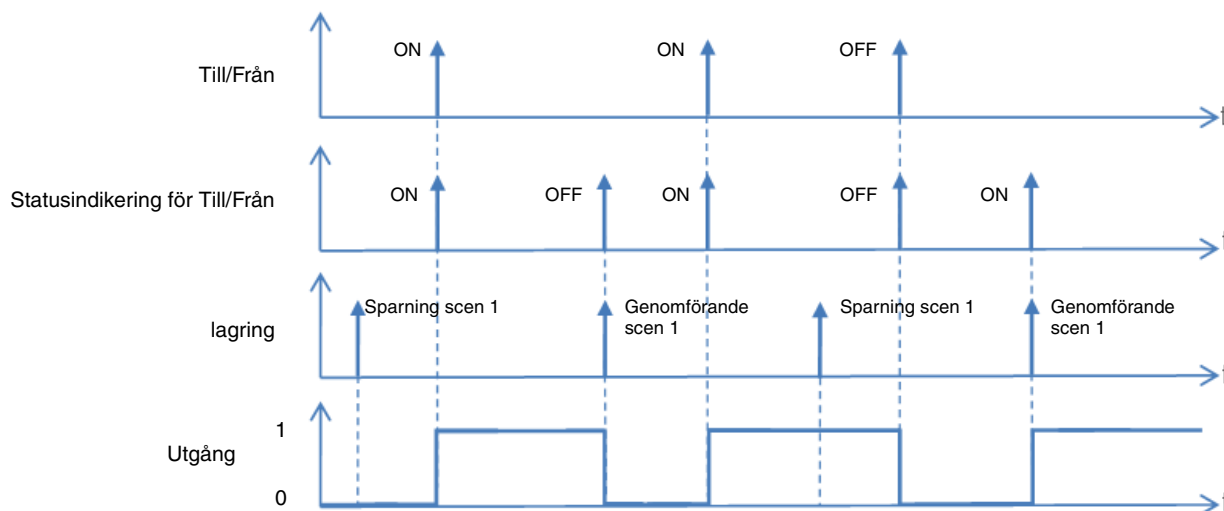 ON
ON
OFF
Till/Från
t
ON
OFF
ON
OFF
ON
Statusindikering för Till/Från
t
Sparning scen 1
Genomförande
scen 1
Sparning scen 1
Genomförande
scen 1
lagring
t
1
Utgång
0
t